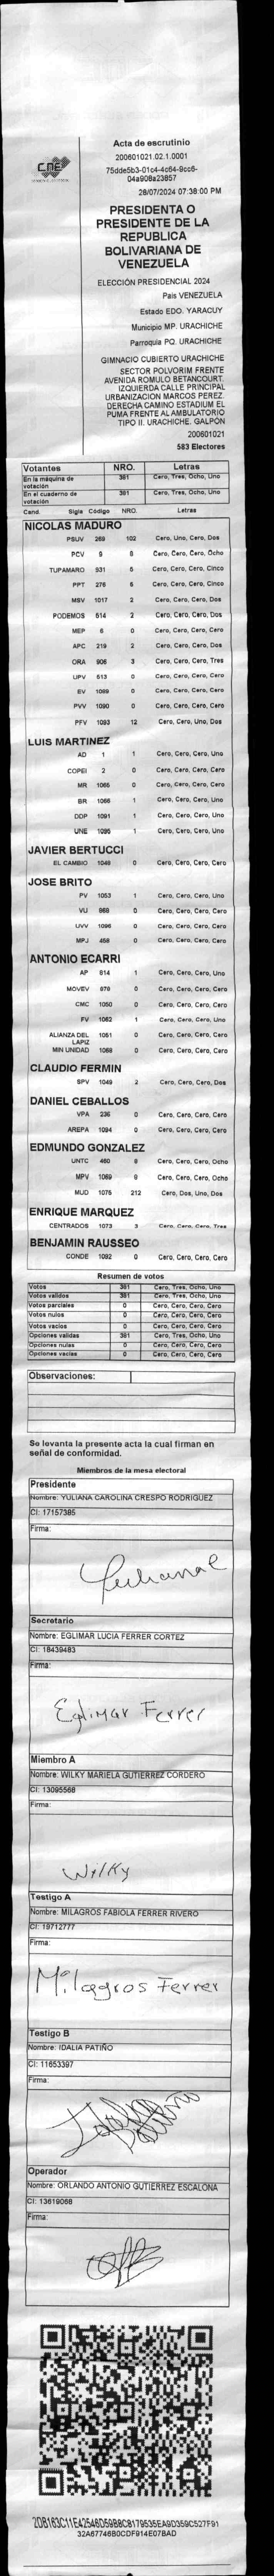 CNE
Acta de escrutinio
200601021.02.1.0001
75dde5b3-01c4-4c64-9cc6-
04a908a23857
28/07/2024 07:38:00 PM
PRESIDENTA O
PRESIDENTE DE LA
REPUBLICA
BOLIVARIANA DE
VENEZUELA
ELECCIÓN PRESIDENCIAL 2024
Pais VENEZUELA
Estado EDO. YARACUY
Municipio MP. URACHICHE
Parroquia PQ. URACHICHE
GIMNACIO CUBIERTO URACHICHE
SECTOR POLVORIM FRENTE
AVENIDA ROMULO BETANCOURT.
IZQUIERDA CALLE PRINCIPAL
URBANIZACION MARCOS PEREZ.
DERECHA CAMINO ESTADIUM EL
PUMA FRENTE AL AMBULATORIO
TIPO II. URACHICHE. GALPÓN
200601021
583 Electores
Votantes NRO. Letras
En la máquina de votación 381 Cero, Tres, Ocho, Uno
En el cuaderno de votación 381 Cero, Tres, Ocho, Uno
Cand. Sigla Código NRO. Letras
NICOLAS MADURO
PSUV 269 102 Cero, Uno, Cero, Dos
PCV 9 8 Cero, Cero, Cero, Ocho
TUPAMARO 931 5 Cero, Cero, Cero, Cinco
PPT 276 5 Cero, Cero, Cero, Cinco
MSV 1017 2 Cero, Cero, Cero, Dos
PODEMOS 514 2 Cero, Cero, Cero, Dos
MEP 6 0 Cero, Cero, Cero, Cero
APC 219 2 Cero, Cero, Cero, Dos
ORA 906 3 Cero, Cero, Cero, Tres
UPV 513 0 Cero, Cero, Cero, Cero
EV 1089 0 Cero, Cero, Cero, Cero
PVV 1090 0 Cero, Cero, Cero, Cero
PFV 1093 12 Cero, Cero, Uno, Dos
LUIS MARTINEZ
AD 1 1 Cero, Cero, Cero, Uno
COPEI 2 0 Cero, Cero, Cero, Cero
MR 1065 0 Cero, Cero, Cero, Cero
BR 1066 1 Cero, Cero, Cero, Uno
DDP 1091 1 Cero, Cero, Cero, Uno
UNE 1095 1 Cero, Cero, Cero, Uno
JAVIER BERTUCCI
EL CAMBIO 1048 0 Cero, Cero, Cero, Cero
JOSE BRITO
PV 1053 1 Cero, Cero, Cero, Uno
VU 868 0 Cero, Cero, Cero, Cero
UVV 1096 0 Cero, Cero, Cero, Cero
MPJ 458 0 Cero, Cero, Cero, Cero
ANTONIO ECARRI
AP 814 1 Cero, Cero, Cero, Uno
MOVEV 878 0 Cero, Cero, Cero, Cero
CMC 1050 0 Cero, Cero, Cero, Cero
FV 1062 1 Cero, Cero, Cero, Uno
ALIANZA DEL LAPIZ 1051 0 Cero, Cero, Cero, Cero
MIN UNIDAD 1068 0 Cero, Cero, Cero, Cero
CLAUDIO FERMIN
SPV 1049 2 Cero, Cero, Cero, Dos
DANIEL CEBALLOS
VPA 236 0 Cero, Cero, Cero, Cero
AREPA 1094 0 Cero, Cero, Cero, Cero
EDMUNDO GONZALEZ
UNTC 460 8 Cero, Cero, Cero, Ocho
MPV 1069 8 Cero, Cero, Cero, Ocho
MUD 1075 212 Cero, Dos, Uno, Dos
ENRIQUE MARQUEZ
CENTRADOS 1073 3 Cero, Cero, Cero, Tres
BENJAMIN RAUSSEO
CONDE 1092 0 Cero, Cero, Cero, Cero
Resumen de votos
Votos 381 Cero, Tres, Ocho, Uno
Votos validos 381 Cero, Tres, Ocho, Uno
Votos parciales 0 Cero, Cero, Cero, Cero
Votos nulos 0 Cero, Cero, Cero, Cero
Votos vacios 0 Cero, Cero, Cero, Cero
Opciones validas 381 Cero, Tres, Ocho, Uno
Opciones nulas 0 Cero, Cero, Cero, Cero
Opciones vacias 0 Cero, Cero, Cero, Cero
Observaciones:
Se levanta la presente acta la cual firman en
señal de conformidad.
Miembros de la mesa electoral
Presidente
Nombre: YULIANA CAROLINA CRESPO RODRIGUEZ
CI: 17157385
Firma:
Secretario
Nombre: EGLIMAR LUCIA FERRER CORTEZ
CI: 18439483
Firma:
Eglimar Ferrer
Miembro A
Nombre: WILKY MARIELA GUTIERREZ CORDERO
CI: 13095568
Firma:
Wilky
Testigo A
Nombre: MILAGROS FABIOLA FERRER RIVERO
CI: 19712777
Firma:
Milagros Ferrer
Testigo B
Nombre: IDALIA PATIÑO
CI: 11653397
Firma:
Operador
Nombre: ORLANDO ANTONIO GUTIERREZ ESCALONA
CI: 13619068
Firma:
2DB163C11E42548D59B8C8179535EA9D359C527F91
32A67746B0CDF914E07BAD